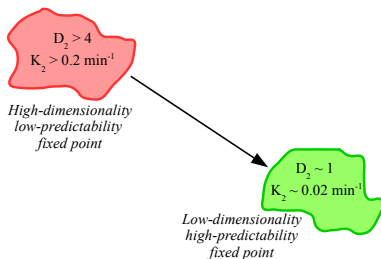 D₂ > 4
K₂ > 0.2 min⁻¹
High-dimensionality
low-predictability
fixed point
D₂ ~ 1
K₂ ~ 0.02 min⁻¹
Low-dimensionality
high-predictability
fixed point